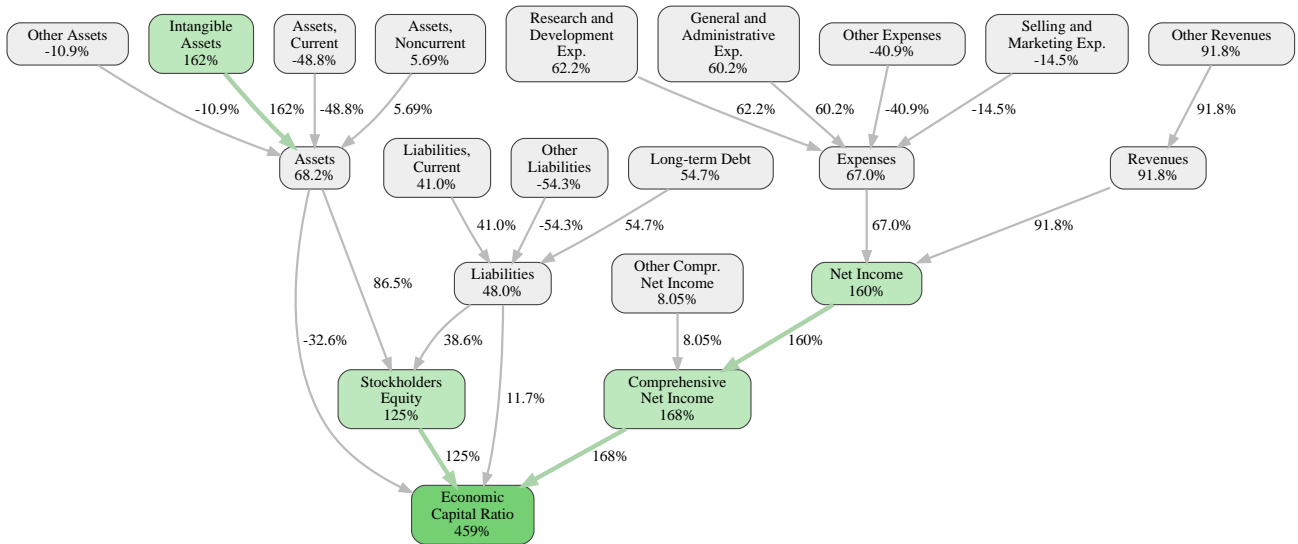 Other Assets
-10.9%
Intangible
Assets
162%
Assets,
Current
-48.8%
Assets,
Noncurrent
5.69%
Research and
Development
Exp.
62.2%
General and
Administrative
Exp.
60.2%
Other Expenses
-40.9%
Selling and
Marketing Exp.
-14.5%
Other Revenues
91.8%
-10.9%
162%
-48.8%
5.69%
62.2%
60.2%
-40.9%
-14.5%
91.8%
Assets
68.2%
Liabilities,
Current
41.0%
Other
Liabilities
-54.3%
Long-term Debt
54.7%
Expenses
67.0%
Revenues
91.8%
41.0%
-54.3%
54.7%
67.0%
91.8%
86.5%
Liabilities
48.0%
Other Compr.
Net Income
8.05%
Net Income
160%
-32.6%
38.6%
8.05%
160%
Stockholders
Equity
125%
11.7%
Comprehensive
Net Income
168%
125%
168%
Economic
Capital Ratio
459%